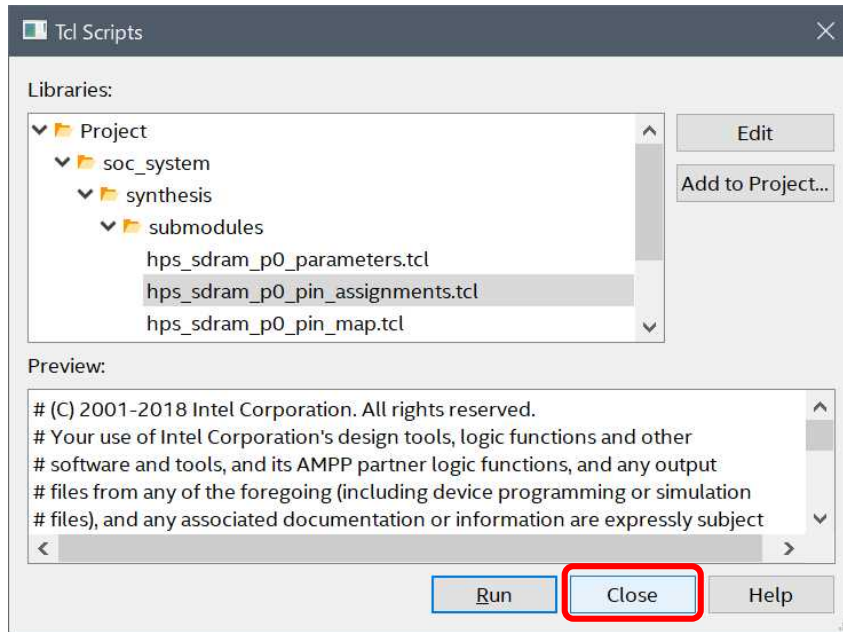 Tcl Scripts
Libraries:
Project
soc_system
synthesis
submodules
hps_sdram_p0_parameters.tcl
hps_sdram_p0_pin_assignments.tcl
hps_sdram_p0_pin_map.tcl
Edit
Add to Project...
Preview:
# (C) 2001-2018 Intel Corporation. All rights reserved.
# Your use of Intel Corporation's design tools, logic functions and other
# software and tools, and its AMPP partner logic functions, and any output
# files from any of the foregoing (including device programming or simulation
# files), and any associated documentation or information are expressly subject
Run Close Help